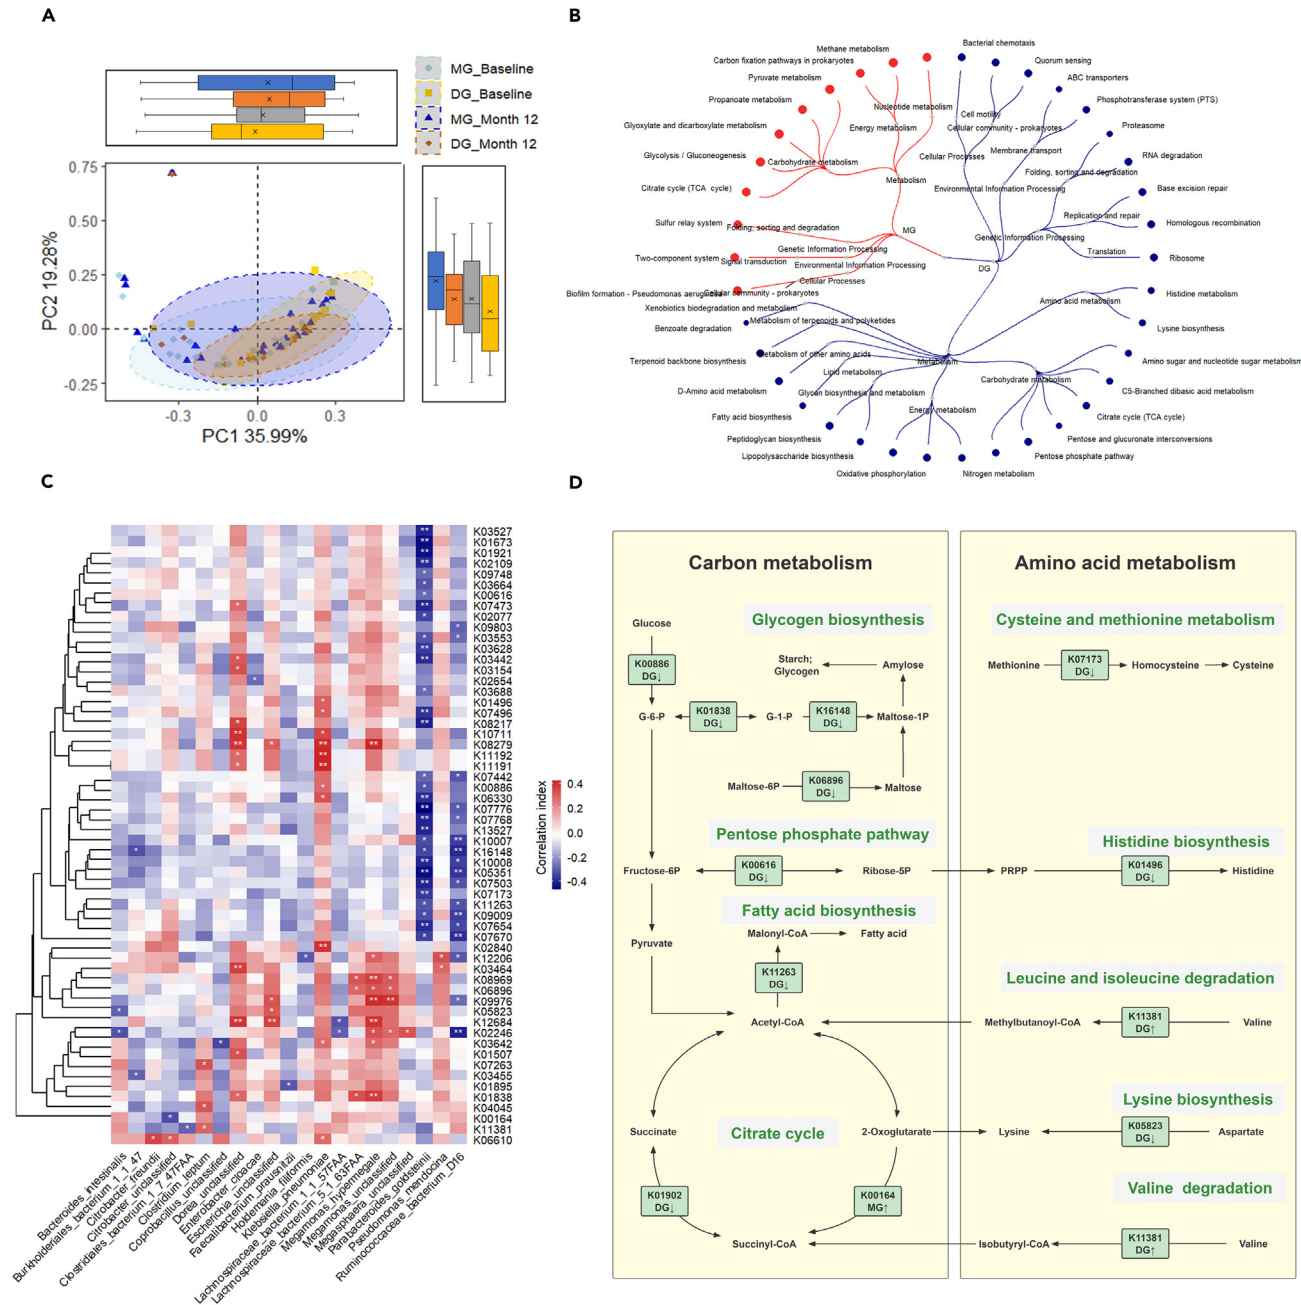 A
MG_Baseline
DG_Baseline
MG_Month 12
DG_Month 12
0.75
0.50
0.25
0.00
-0.25
PC2 19.28%
-0.3
0.0
0.3
PC1 35.99%
B
Methane metabolism
Carbon fixation pathways in prokaryotes
Pyruvate metabolism
Propanoate metabolism
Glyoxylate and dicarboxylate metabolism
Glycolysis / Gluconeogenesis
Citrate cycle (TCA cycle)
Sulfur relay system
Two-component system
Biofilm formation - Pseudomonas aeruginosa
Nucleotide metabolism
Energy metabolism
Carbohydrate metabolism
Metabolism
MG
Folding, sorting and degradation
Genetic Information Processing
Signal transduction
Environmental Information Processing
Cellular Processes
Cellular community - prokaryotes
Bacterial chemotaxis
Quorum sensing
ABC transporters
Phosphotransferase system (PTS)
Proteasome
RNA degradation
Base excision repair
Homologous recombination
Ribosome
Histidine metabolism
Lysine biosynthesis
Amino sugar and nucleotide sugar metabolism
C5-Branched dibasic acid metabolism
Citrate cycle (TCA cycle)
Pentose and glucuronate interconversions
Pentose phosphate pathway
Nitrogen metabolism
Oxidative phosphorylation
Lipopolysaccharide biosynthesis
Peptidoglycan biosynthesis
Fatty acid biosynthesis
D-Amino acid metabolism
Terpenoid backbone biosynthesis
Benzoate degradation
Cell motility
Cellular community - prokaryotes
Cellular Processes
Membrane transport
Environmental Information Processing
Folding, sorting and degradation
Replication and repair
Genetic Information Processing
Translation
DG
Amino acid metabolism
Xenobiotics biodegradation and metabolism
Metabolism of terpenoids and polyketides
Metabolism of other amino acids
Metabolism
Lipid metabolism
Glycan biosynthesis and metabolism
Energy metabolism
Carbohydrate metabolism
C
K03527
K01673
K01921
K02109
K09748
K03664
K00616
K07473
K02077
K09803
K03553
K03628
K03442
K03154
K02654
K03688
K01496
K07496
K08217
K10711
K08279
K11192
K11191
K07442
K00886
K06330
K07776
K07768
K13527
K10007
K16148
K10008
K05351
K07503
K07173
K11263
K09009
K07654
K07670
K02840
K12206
K03464
K08969
K06896
K09976
K05823
K12684
K02246
K03642
K01507
K07263
K03455
K01895
K01838
K04045
K00164
K11381
K06610
Bacteroides_intestinalis
Burkholderiales_bacterium_1_1_47
Citrobacter_freundii
Citrobacter_unclassified
Clostridiales_bacterium_1_7_47FAA
Clostridium_leptum
Coprobacillus_unclassified
Dorea_unclassified
Enterobacter_cloacae
Escherichia_unclassified
Faecalibacterium_prausnitzii
Holdemania_filiformis
Klebsiella_pneumoniae
Lachnospiraceae_bacterium_1_1_57FAA
Lachnospiraceae_bacterium_5_1_63FAA
Megamonas_hypermegale
Megamonas_unclassified
Megasphaera_unclassified
Parabacteroides_goldsteinii
Pseudomonas_mendocina
Ruminococcaceae_bacterium_D16
Correlation index
0.4
0.2
0.0
-0.2
-0.4
D
Carbon metabolism
Amino acid metabolism
Glucose
Glycogen biosynthesis
Cysteine and methionine metabolism
K00886
DG↓
Starch;
Glycogen
Amylose
Methionine
K07173
DG↓
Homocysteine
Cysteine
G-6-P
K01838
DG↓
G-1-P
K16148
DG↓
Maltose-1P
Maltose-6P
K06896
DG↓
Maltose
Pentose phosphate pathway
Histidine biosynthesis
Fructose-6P
K00616
DG↓
Ribose-5P
PRPP
K01496
DG↓
Histidine
Fatty acid biosynthesis
Malonyl-CoA
Fatty acid
Pyruvate
K11263
DG↓
Leucine and isoleucine degradation
Acetyl-CoA
Methylbutanoyl-CoA
K11381
DG↑
Valine
Lysine biosynthesis
Succinate
Citrate cycle
2-Oxoglutarate
Lysine
K05823
DG↓
Aspartate
K01902
DG↓
K00164
MG↑
Valine degradation
Succinyl-CoA
Isobutyryl-CoA
K11381
DG↑
Valine